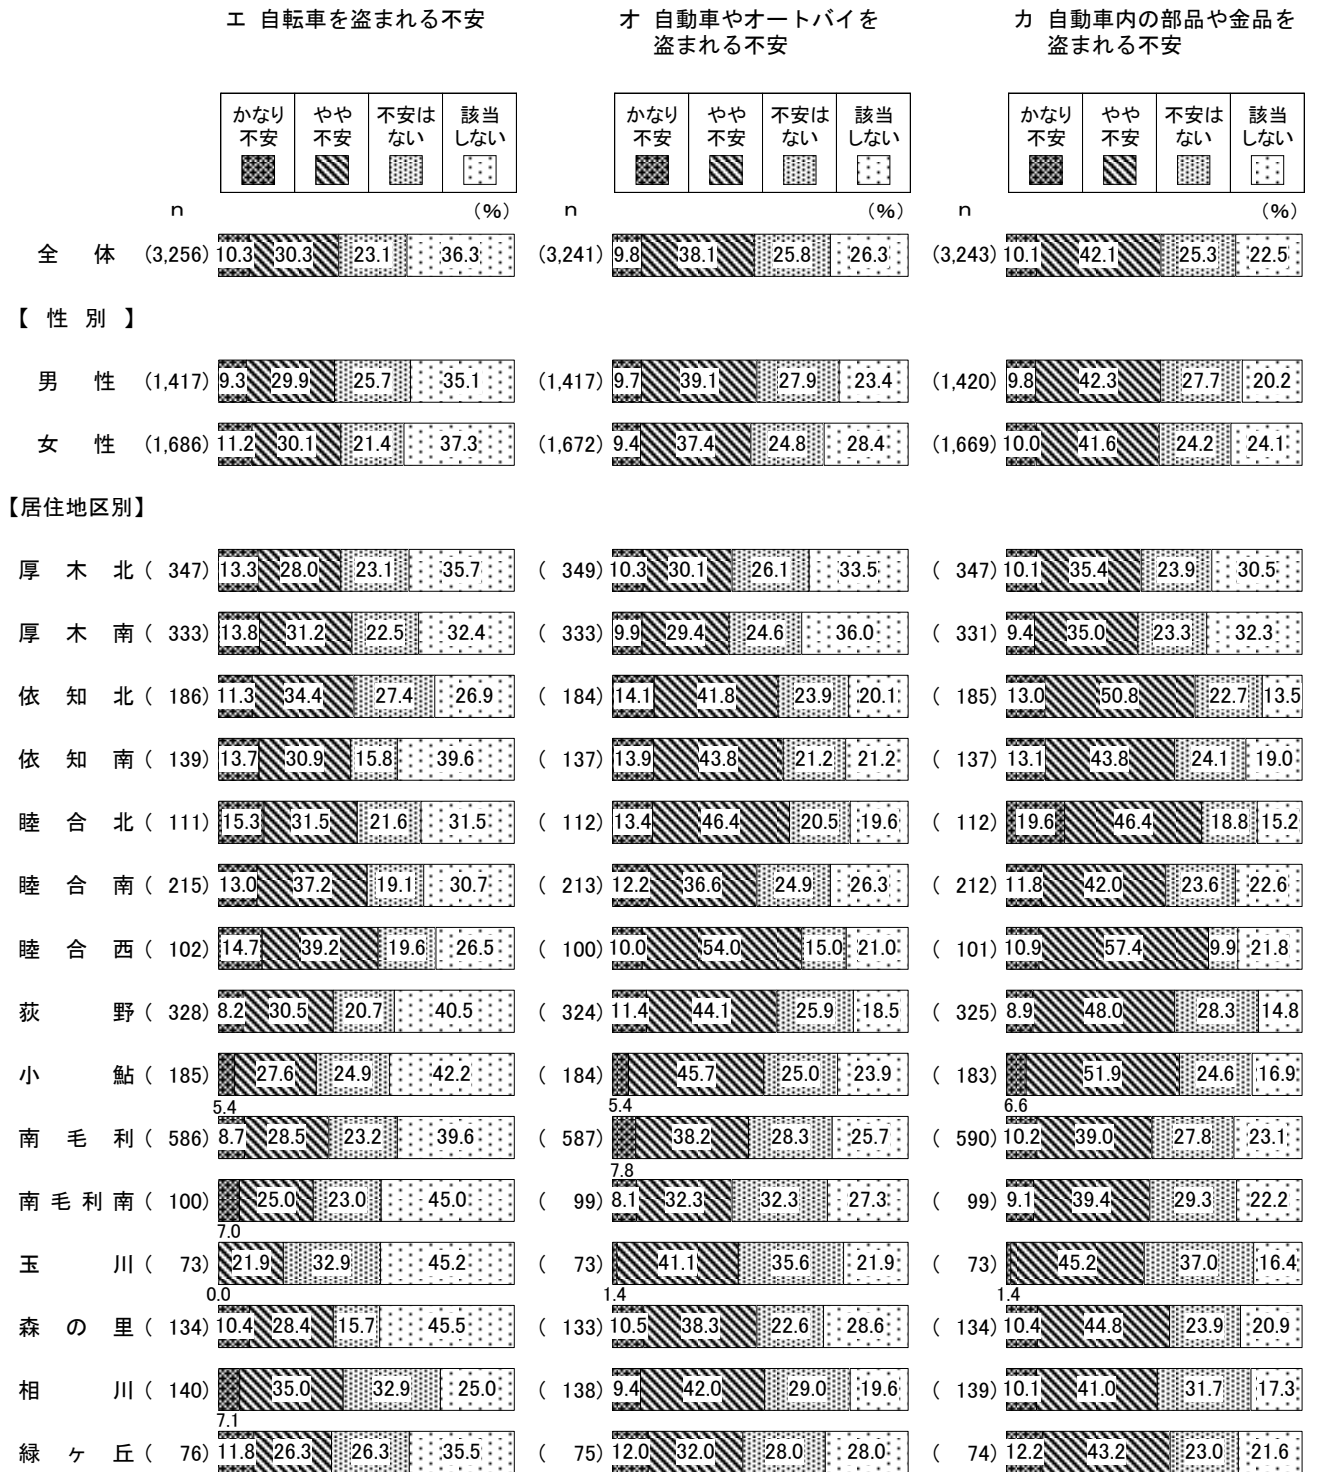 エ 自転車を盗まれる不安
オ 自動車やオートバイを
盗まれる不安
カ 自動車内の部品や金品を
盗まれる不安
かなり不安 やや不安 不安はない 該当しない かなり不安 やや不安 不安はない 該当しない かなり不安 やや不安 不安はない 該当しない
n (%) n (%) n (%)
全体 (3,256) 10.3 30.3 23.1 36.3 (3,241) 9.8 38.1 25.8 26.3 (3,243) 10.1 42.1 25.3 22.5
【性別】
男性 (1,417) 9.3 29.9 25.7 35.1 (1,417) 9.7 39.1 27.9 23.4 (1,420) 9.8 42.3 27.7 20.2
女性 (1,686) 11.2 30.1 21.4 37.3 (1,672) 9.4 37.4 24.8 28.4 (1,669) 10.0 41.6 24.2 24.1
【居住地区別】
厚木北 (347) 13.3 28.0 23.1 35.7 (349) 10.3 30.1 26.1 33.5 (347) 10.1 35.4 23.9 30.5
厚木南 (333) 13.8 31.2 22.5 32.4 (333) 9.9 29.4 24.6 36.0 (331) 9.4 35.0 23.3 32.3
依知北 (186) 11.3 34.4 27.4 26.9 (184) 14.1 41.8 23.9 20.1 (185) 13.0 50.8 22.7 13.5
依知南 (139) 13.7 30.9 15.8 39.6 (137) 13.9 43.8 21.2 21.2 (137) 13.1 43.8 24.1 19.0
睦合北 (111) 15.3 31.5 21.6 31.5 (112) 13.4 46.4 20.5 19.6 (112) 19.6 46.4 18.8 15.2
睦合南 (215) 13.0 37.2 19.1 30.7 (213) 12.2 36.6 24.9 26.3 (212) 11.8 42.0 23.6 22.6
睦合西 (102) 14.7 39.2 19.6 26.5 (100) 10.0 54.0 15.0 21.0 (101) 10.9 57.4 9.9 21.8
荻野 (328) 8.2 30.5 20.7 40.5 (324) 11.4 44.1 25.9 18.5 (325) 8.9 48.0 28.3 14.8
小鮎 (185) 27.6 24.9 42.2 (184) 45.7 25.0 23.9 (183) 51.9 24.6 16.9
5.4 5.4 6.6
南毛利 (586) 8.7 28.5 23.2 39.6 (587) 38.2 28.3 25.7 (590) 10.2 39.0 27.8 23.1
7.8
南毛利南 (100) 25.0 23.0 45.0 (99) 8.1 32.3 32.3 27.3 (99) 9.1 39.4 29.3 22.2
7.0
玉川 (73) 21.9 32.9 45.2 (73) 41.1 35.6 21.9 (73) 45.2 37.0 16.4
0.0 1.4 1.4
森の里 (134) 10.4 28.4 15.7 45.5 (133) 10.5 38.3 22.6 28.6 (134) 10.4 44.8 23.9 20.9
相川 (140) 35.0 32.9 25.0 (138) 9.4 42.0 29.0 19.6 (139) 10.1 41.0 31.7 17.3
7.1
緑ヶ丘 (76) 11.8 26.3 26.3 35.5 (75) 12.0 32.0 28.0 28.0 (74) 12.2 43.2 23.0 21.6